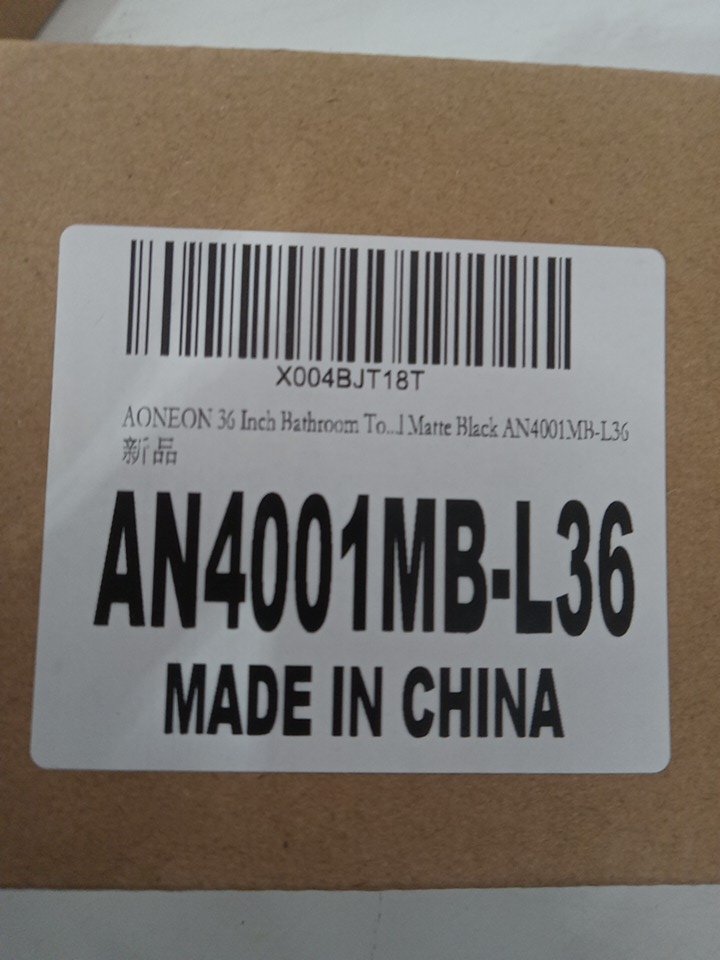 X004BJT18T
AONEON 36 Inch Bathroom To...l Matte Black AN4001MB-L36
新品
AN4001MB-L36
MADE IN CHINA